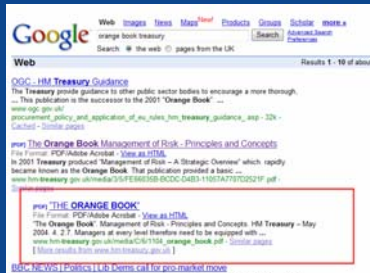 Google
Web Images News Maps New! Products Groups Scholar more »
orange book treasury Search Advanced Search Preferences
Search: the web pages from the UK
Web Results 1 - 10 of about
OGC - HM Treasury Guidance
The Treasury provide guidance to other public sector bodies to encourage a more thorough,
... This publication is the successor to the 2001 "Orange Book" ...
www.ogc.gov.uk/
procurement_policy_and_application_of_eu_rules_hm_treasury_guidance_.asp - 32k -
Cached - Similar pages
[PDF] The Orange Book Management of Risk - Principles and Concepts
File Format: PDF/Adobe Acrobat - View as HTML
In 2001 Treasury produced "Management of Risk – A Strategic Overview" which rapidly
became known as the Orange Book. That publication provided a basic ...
Similar pages
[PDF] "THE ORANGE BOOK"
File Format: PDF/Adobe Acrobat - View as HTML
"The Orange Book". Management of Risk - Principles and Concepts. HM Treasury – May
2004. 4. 2.7. Managers at every level therefore need to be equipped with ...
www.hm-treasury.gov.uk/media/C/6/1104_orange_book.pdf - Similar pages
[ More results from www.hm-treasury.gov.uk ]
BBC NEWS | Politics | Lib Dems call for pro-market move